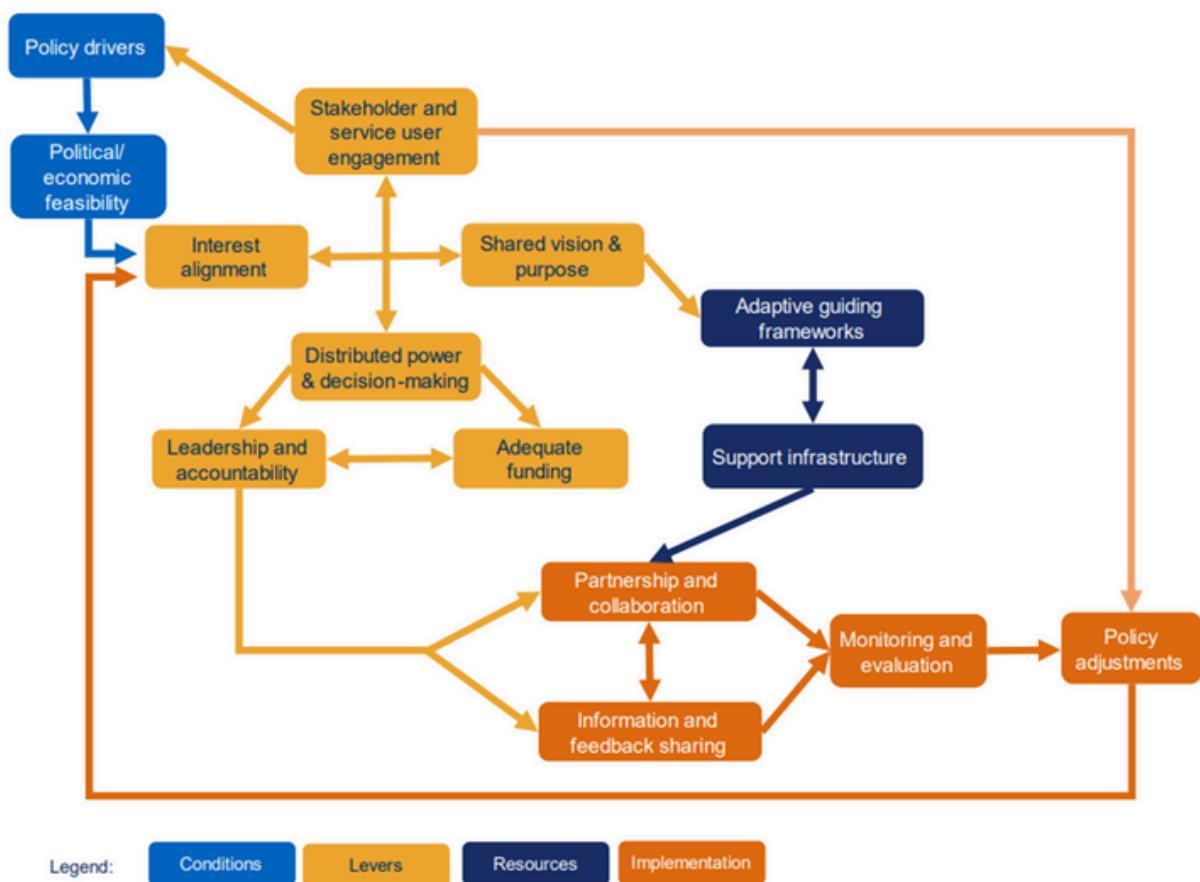 Policy drivers
Stakeholder and
service user
engagement
Political/
economic
feasibility
Interest
alignment
Shared vision &
purpose
Adaptive guiding
frameworks
Distributed power
& decision-making
Leadership and
accountability
Adequate
funding
Support infrastructure
Partnership and
collaboration
Monitoring and
evaluation
Policy
adjustments
Information and
feedback sharing
Legend:
Conditions
Levers
Resources
Implementation